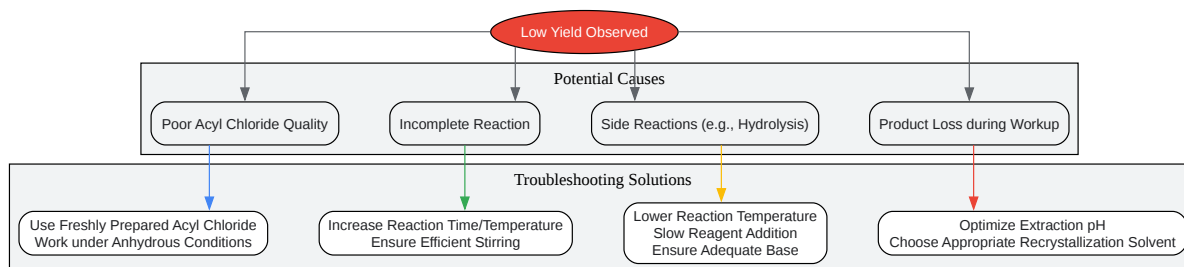 Low Yield Observed
Potential Causes
Poor Acyl Chloride Quality
Incomplete Reaction
Side Reactions (e.g., Hydrolysis)
Product Loss during Workup
Troubleshooting Solutions
Use Freshly Prepared Acyl Chloride
Work under Anhydrous Conditions
Increase Reaction Time/Temperature
Ensure Efficient Stirring
Lower Reaction Temperature
Slow Reagent Addition
Ensure Adequate Base
Optimize Extraction pH
Choose Appropriate Recrystallization Solvent